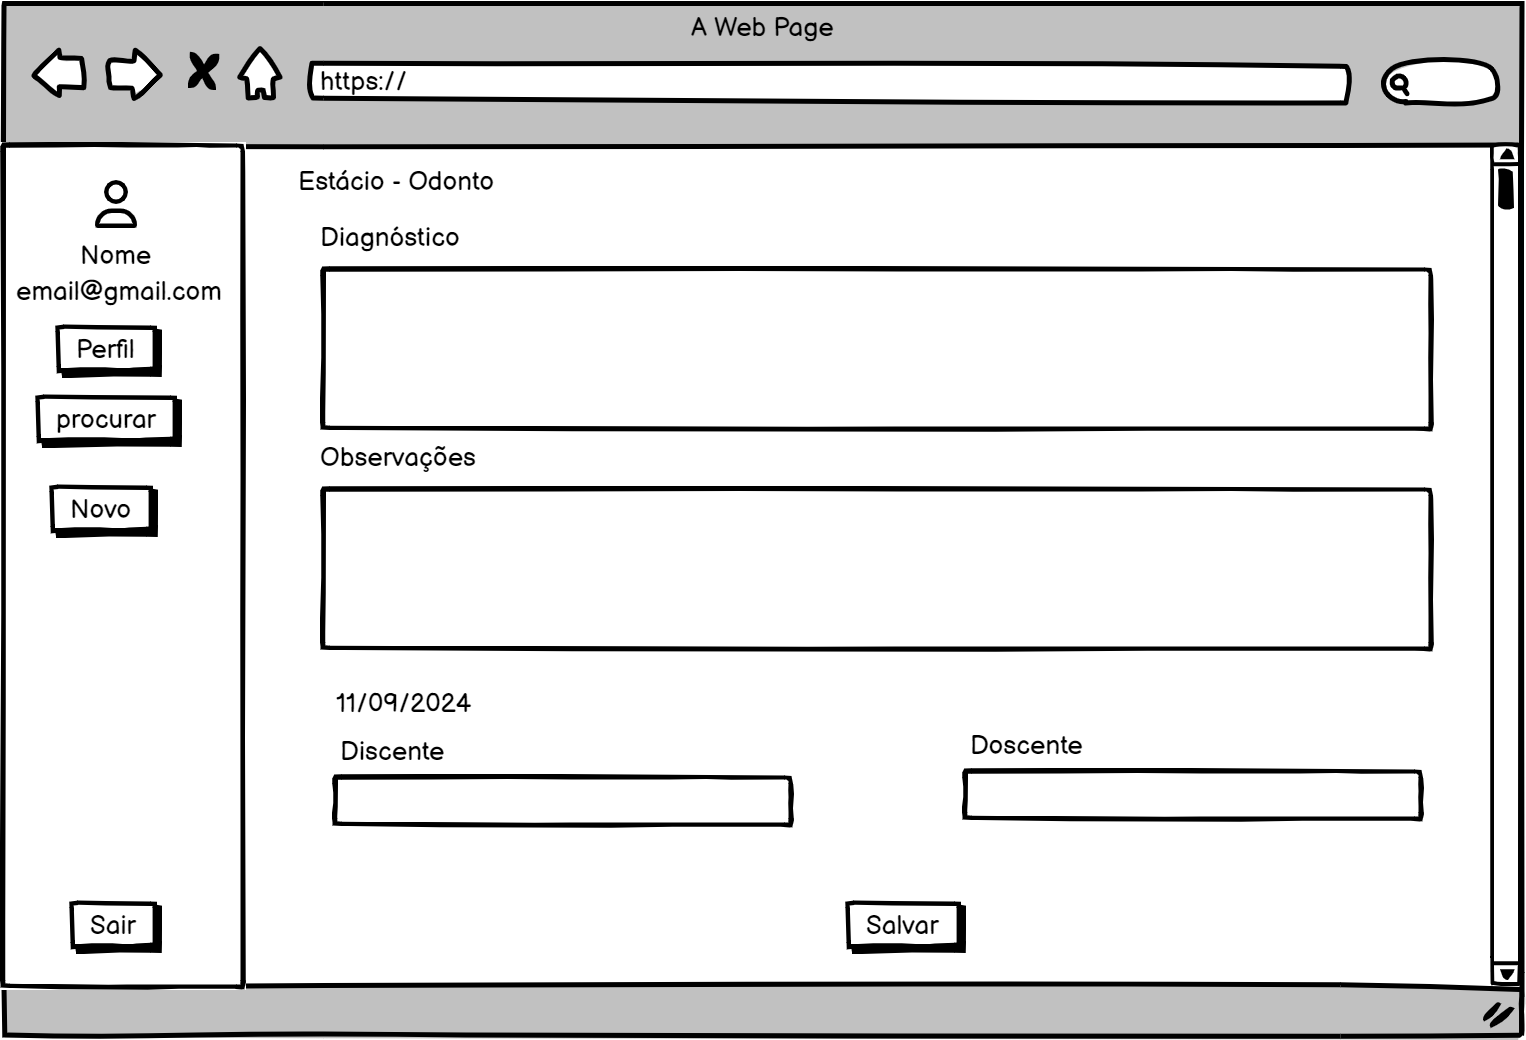 A Web Page
https://
Nome
email@gmail.com
Perfil
procurar
Novo
Sair
Estácio - Odonto
Diagnóstico
Observações
11/09/2024
Discente
Doscente
Salvar